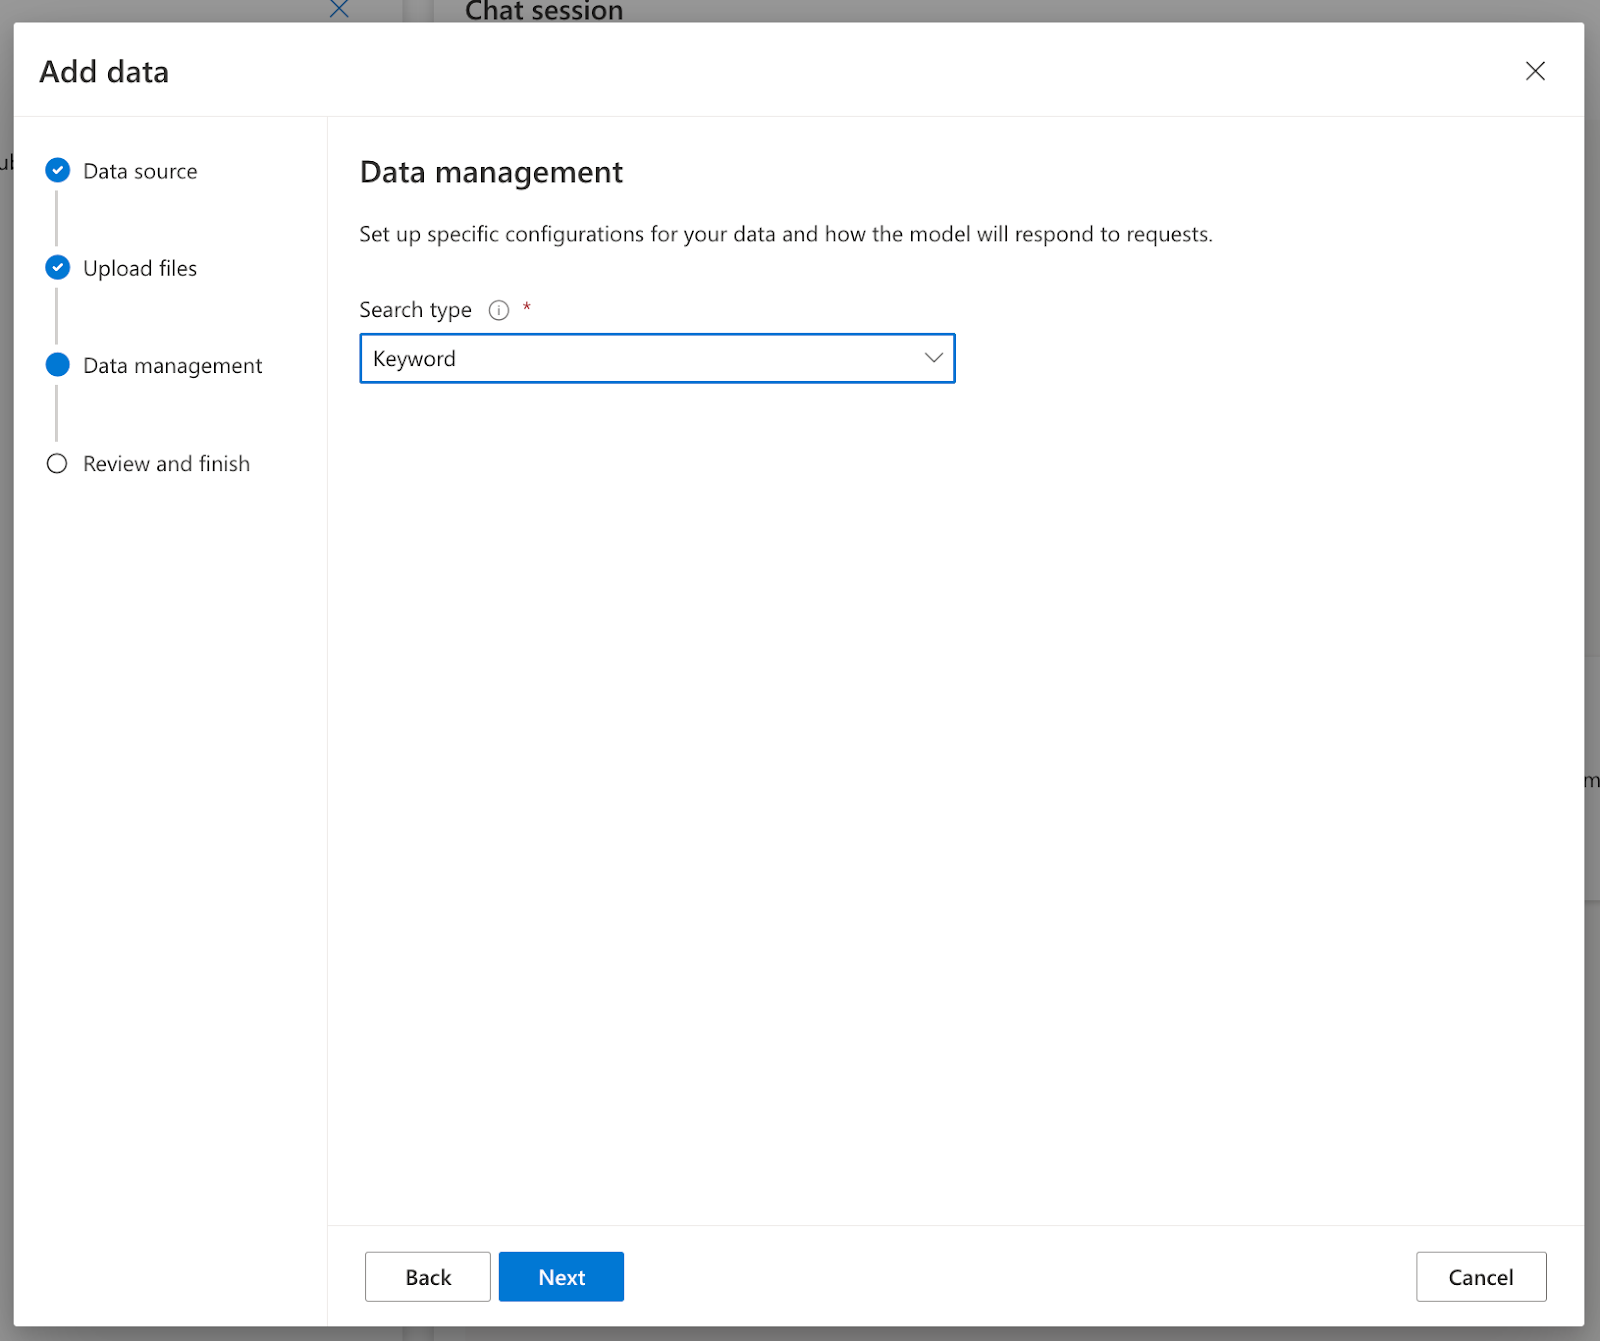 Chat session
Add data
Data source
Upload files
Data management
Review and finish
Data management
Set up specific configurations for your data and how the model will respond to requests.
Search type *
Keyword
Back
Next
Cancel